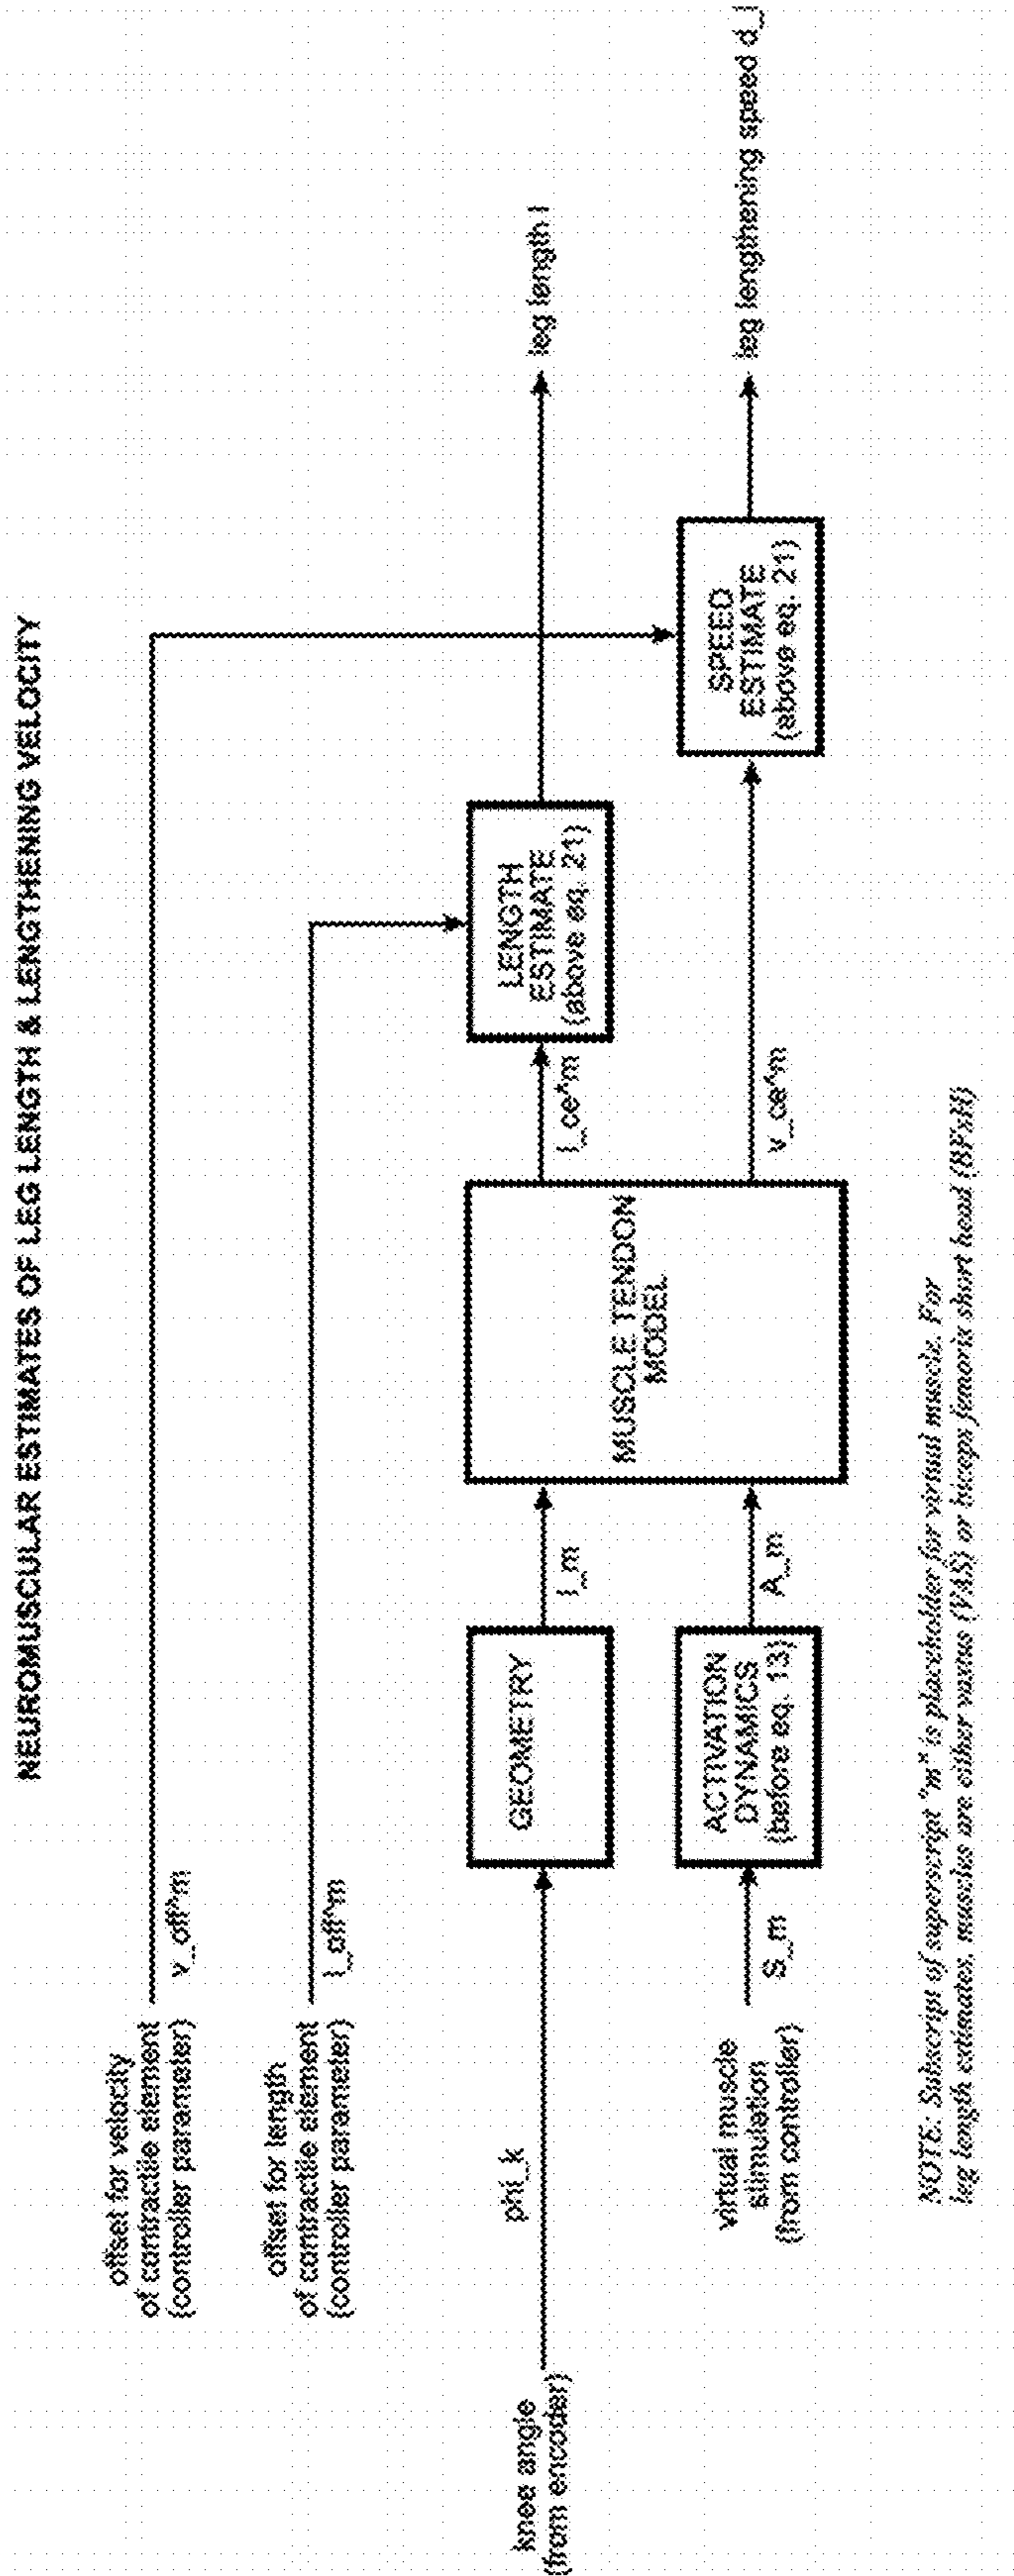 NEUROMUSCULAR ESTIMATES OF LEG LENGTH & LENGTHENING VELOCITY
offset for velocity
of contractile element
(controller parameter)
v_off^m
offset for length
of contractile element
(controller parameter)
l_off^m
knee angle
(from encoder)
phi_k
GEOMETRY
l_m
virtual muscle
stimulation
(from controller)
S_m
ACTIVATION
DYNAMICS
(before eq. 13)
A_m
MUSCLE TENDON
MODEL
l_ce^m
v_ce^m
LENGTH
ESTIMATE
(above eq. 21)
leg length l
SPEED
ESTIMATE
(above eq. 21)
leg lengthening speed d_l
NOTE: Subscript of superscript "m" is placeholder for virtual muscle. For
leg length estimates, muscles are either vastus (VAS) or biceps femoris short head (BFsH)